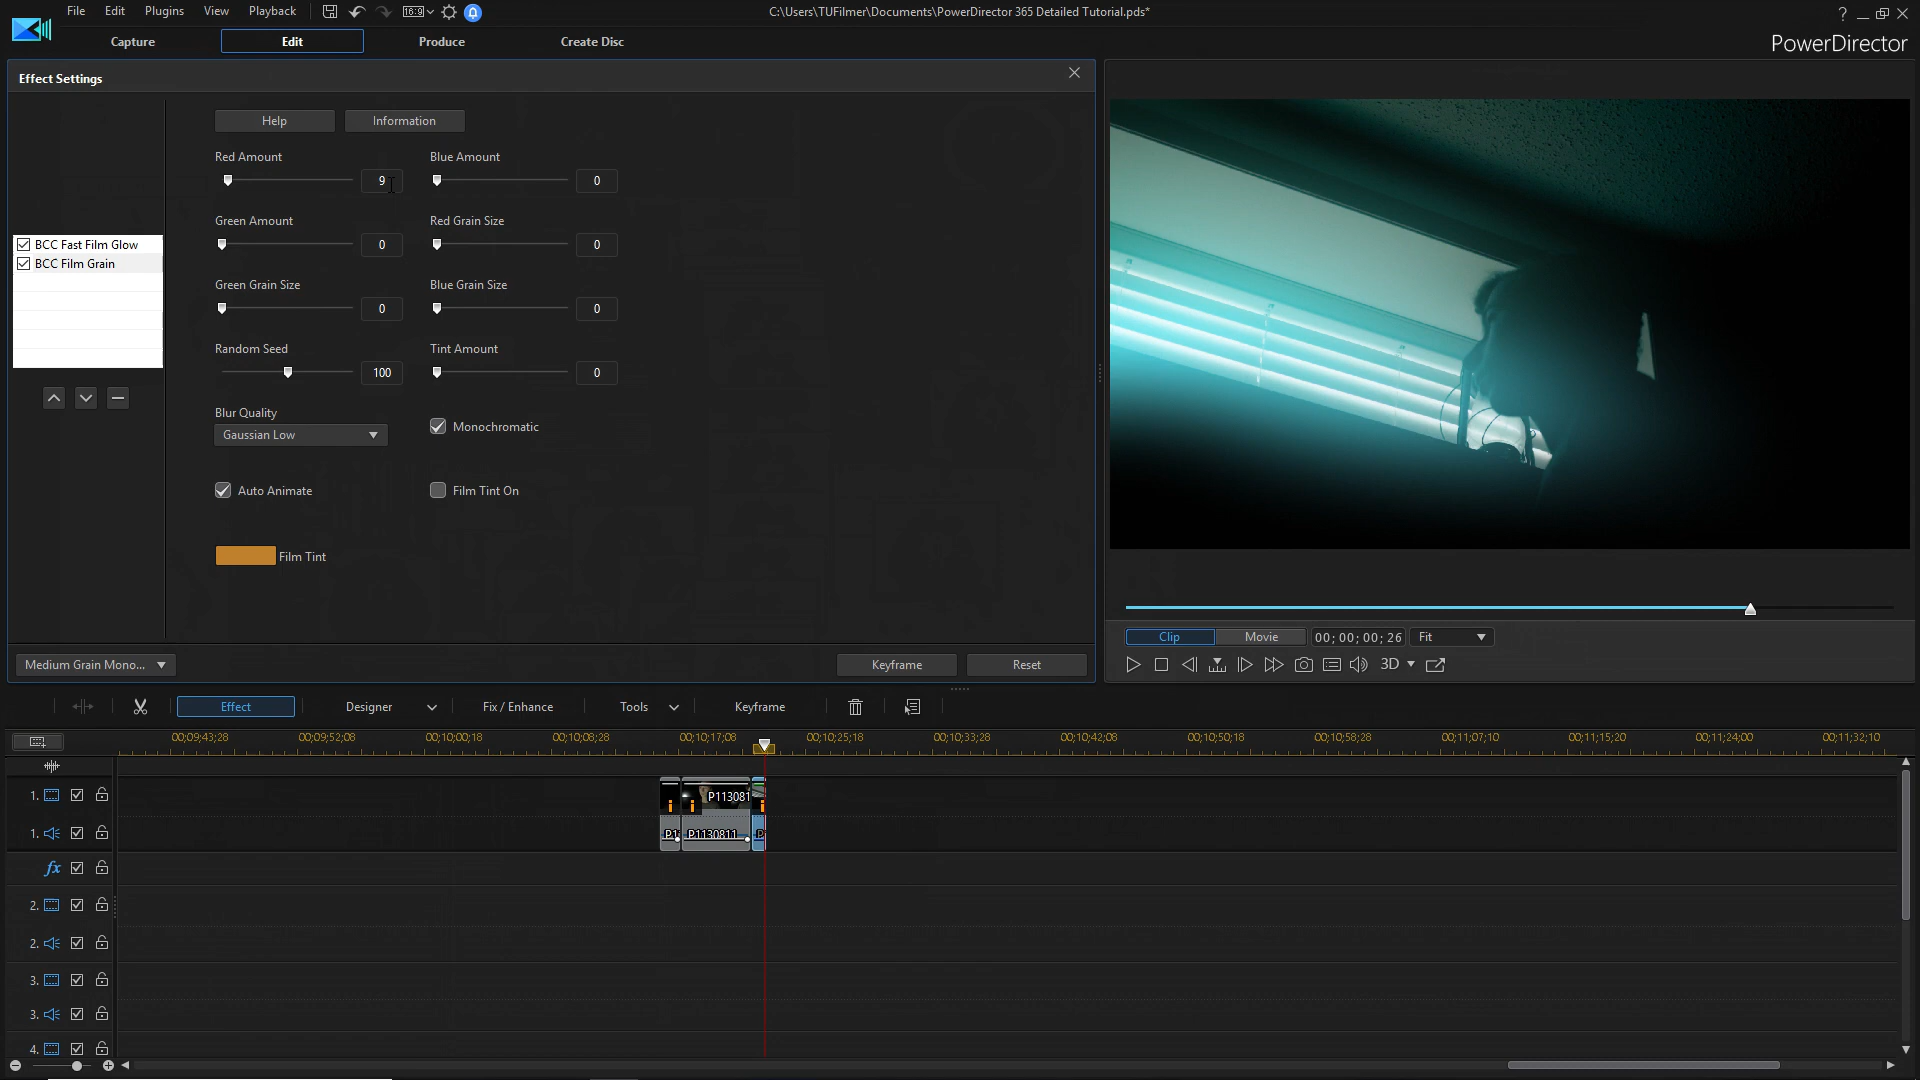 File Edit Plugins View Playback 16:9 C:\Users\TUFilmer\Documents\PowerDirector 365 Detailed Tutorial.pds* ?
Capture Edit Produce Create Disc PowerDirector
Effect Settings
Help Information
Red Amount Blue Amount
9 0
Green Amount Red Grain Size
0 0
BCC Fast Film Glow
BCC Film Grain
Green Grain Size Blue Grain Size
0 0
Random Seed Tint Amount
100 0
Blur Quality
Gaussian Low Monochromatic
Auto Animate Film Tint On
Film Tint
Clip Movie 00; 00; 00; 26 Fit
Medium Grain Mono... Keyframe Reset 3D
Effect Designer Fix / Enhance Tools Keyframe
00;09;43;28 00;09;52;08 00;10;00;18 00;10;08;28 00;10;17;08 00;10;25;18 00;10;33;28 00;10;42;08 00;10;50;18 00;10;58;28 00;11;07;10 00;11;15;20 00;11;24;00 00;11;32;10
1. P113081
1. P1 P1130811 P
fx
2.
2.
3.
3.
4.